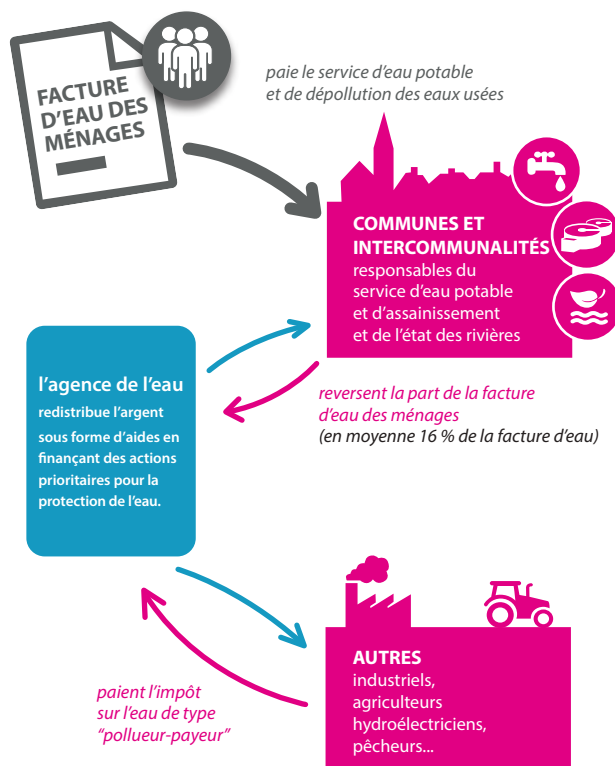 FACTURE
D'EAU DES
MÉNAGES
paie le service d'eau potable
et de dépollution des eaux usées
COMMUNES ET
INTERCOMMUNALITÉS
responsables du
service d'eau potable
et d'assainissement
et de l'état des rivières
l'agence de l'eau
redistribue l'argent
sous forme d'aides en
finançant des actions
prioritaires pour la
protection de l'eau.
reversent la part de la facture
d'eau des ménages
(en moyenne 16 % de la facture d'eau)
AUTRES
industriels,
agriculteurs
hydroélectriciens,
pêcheurs...
paient l'impôt
sur l'eau de type
"pollueur-payeur"